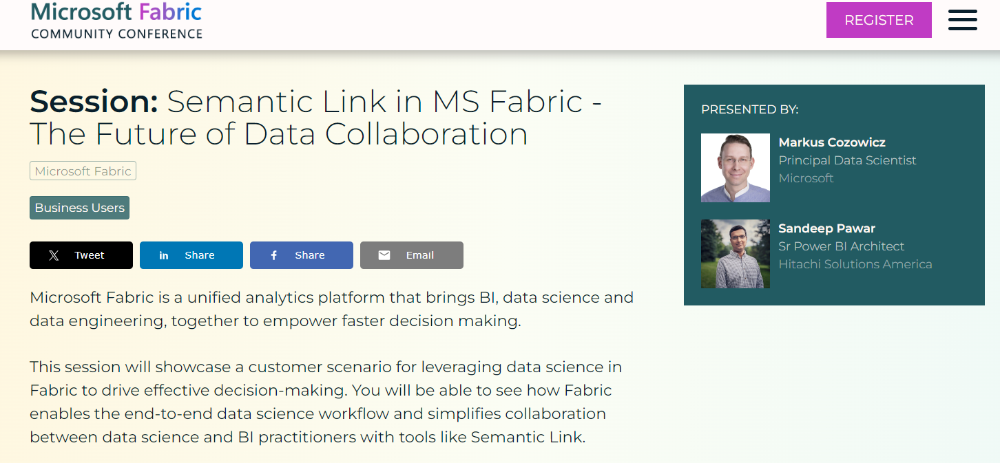 Microsoft Fabric
COMMUNITY CONFERENCE
REGISTER
Session: Semantic Link in MS Fabric -
The Future of Data Collaboration
Microsoft Fabric
Business Users
Tweet
in Share
f Share
Email
Microsoft Fabric is a unified analytics platform that brings BI, data science and
data engineering, together to empower faster decision making.
This session will showcase a customer scenario for leveraging data science in
Fabric to drive effective decision-making. You will be able to see how Fabric
enables the end-to-end data science workflow and simplifies collaboration
between data science and BI practitioners with tools like Semantic Link.
PRESENTED BY:
Markus Cozowicz
Principal Data Scientist
Microsoft
Sandeep Pawar
Sr Power BI Architect
Hitachi Solutions America